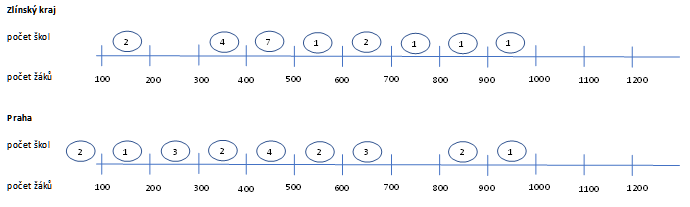 Zlínský kraj
počet škol 2 4 7 1 2 1 1 1
počet žáků 100 200 300 400 500 600 700 800 900 1000 1100 1200
Praha
počet škol 2 1 3 2 4 2 3 2 1
počet žáků 100 200 300 400 500 600 700 800 900 1000 1100 1200